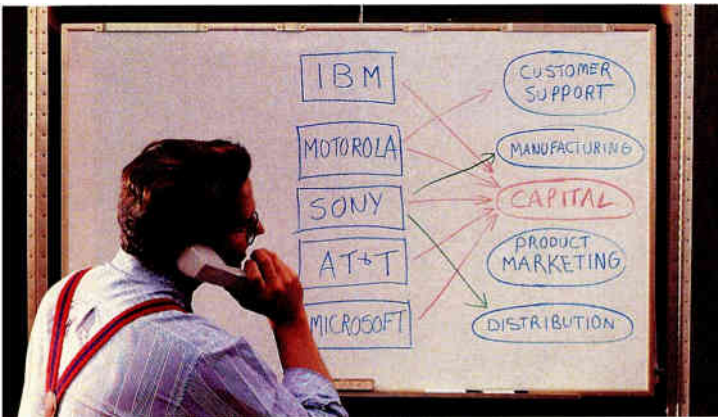 IBM
MOTOROLA
SONY
AT&T
MICROSOFT
CUSTOMER
SUPPORT
MANUFACTURING
CAPITAL
PRODUCT
MARKETING
DISTRIBUTION